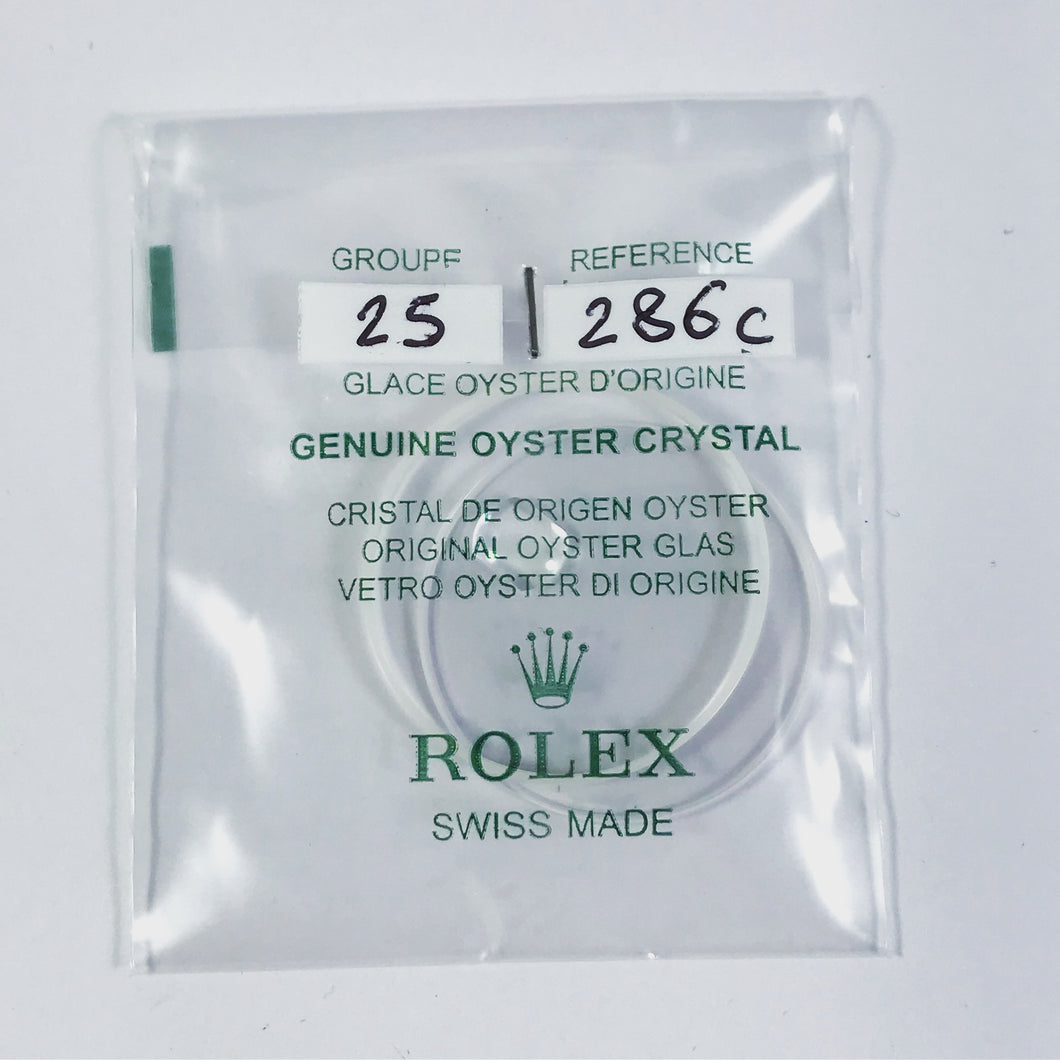 GROUPE REFERENCE
25 | 286c
GLACE OYSTER D'ORIGINE
GENUINE OYSTER CRYSTAL
CRISTAL DE ORIGEN OYSTER
ORIGINAL OYSTER GLAS
VETRO OYSTER DI ORIGINE
ROLEX
SWISS MADE